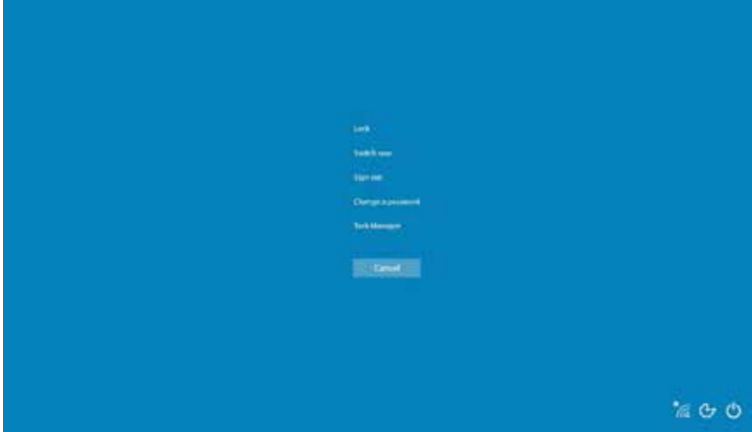 Lock
Switch user
Sign out
Change a password
Task Manager
Cancel